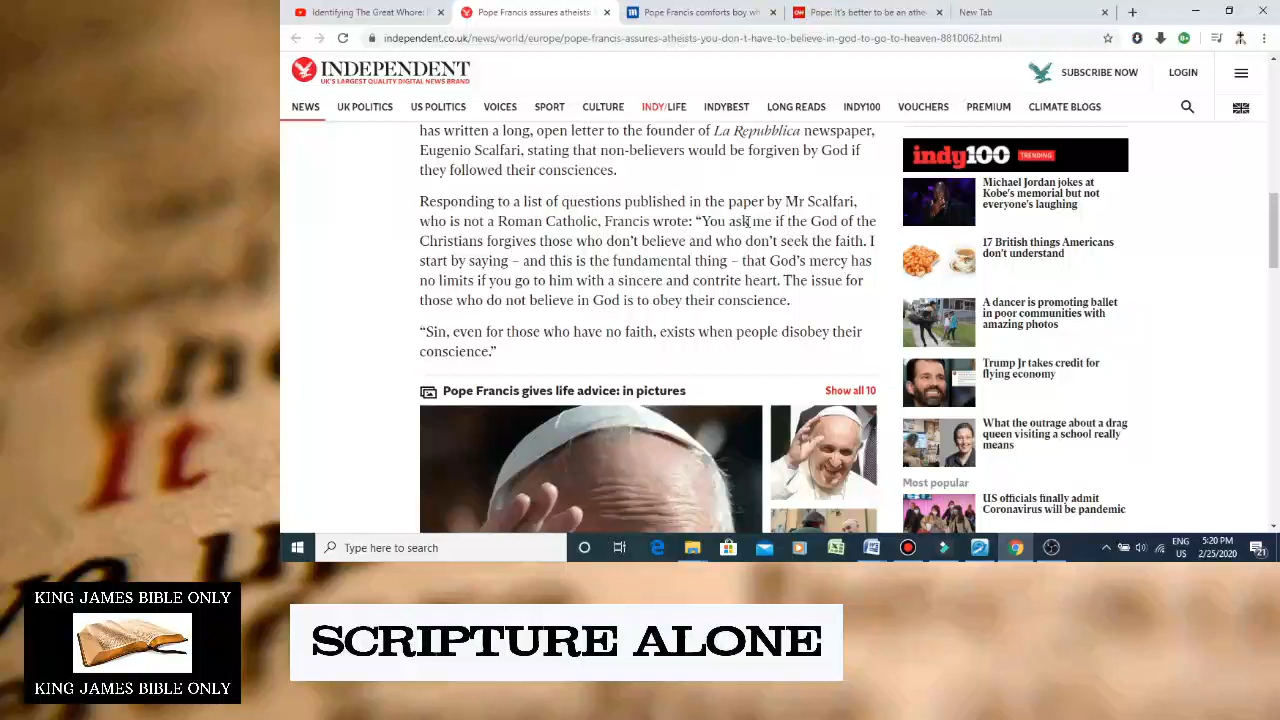 Identifying The Great Whore:
Pope Francis assures atheists
Pope Francis comforts boy wh
Pope: It's better to be an athe
New Tab
independent.co.uk/news/world/europe/pope-francis-assures-atheists-you-dont-have-to-believe-in-god-to-go-to-heaven-8810062.html
INDEPENDENT
UK'S LARGEST QUALITY DIGITAL NEWS BRAND
SUBSCRIBE NOW
LOGIN
NEWS UK POLITICS US POLITICS VOICES SPORT CULTURE INDY/LIFE INDYBEST LONG READS INDY100 VOUCHERS PREMIUM CLIMATE BLOGS
has written a long, open letter to the founder of La Repubblica newspaper,
Eugenio Scalfari, stating that non-believers would be forgiven by God if
they followed their consciences.
Responding to a list of questions published in the paper by Mr Scalfari,
who is not a Roman Catholic, Francis wrote: “You ask me if the God of the
Christians forgives those who don’t believe and who don’t seek the faith. I
start by saying – and this is the fundamental thing – that God’s mercy has
no limits if you go to him with a sincere and contrite heart. The issue for
those who do not believe in God is to obey their conscience.
“Sin, even for those who have no faith, exists when people disobey their
conscience.”
Pope Francis gives life advice: in pictures
Show all 10
indy100 TRENDING
Michael Jordan jokes at
Kobe's memorial but not
everyone's laughing
17 British things Americans
don't understand
A dancer is promoting ballet
in poor communities with
amazing photos
Trump Jr takes credit for
flying economy
What the outrage about a drag
queen visiting a school really
means
Most popular
US officials finally admit
Coronavirus will be pandemic
Type here to search
ENG
US
5:20 PM
2/25/2020
21
It
KING JAMES BIBLE ONLY
KING JAMES BIBLE ONLY
SCRIPTURE ALONE